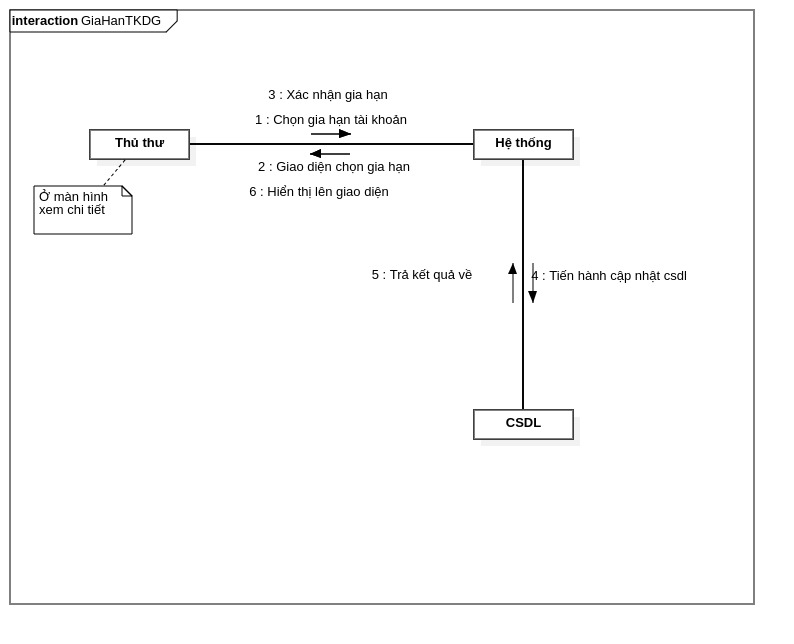 interaction GiaHanTKDG
3 : Xác nhận gia hạn
1 : Chọn gia hạn tài khoản
Thủ thư
Hệ thống
2 : Giao diện chọn gia hạn
6 : Hiển thị lên giao diện
Ở màn hình
xem chi tiết
5 : Trả kết quả về
4 : Tiến hành cập nhật csdl
CSDL